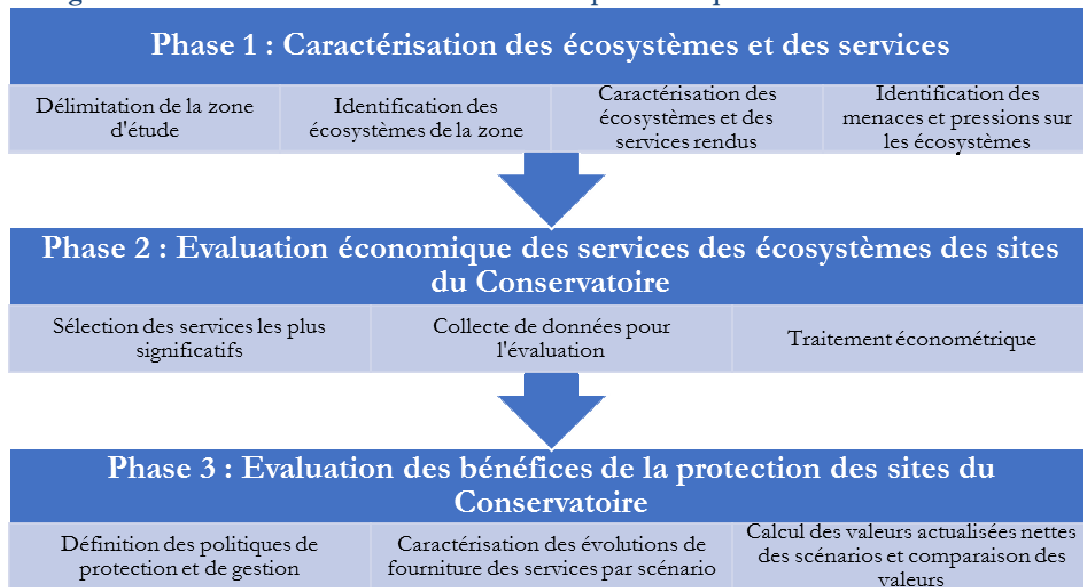 Phase 1 : Caractérisation des écosystèmes et des services
Délimitation de la zone
d'étude
Identification des
écosystèmes de la zone
Caractérisation des
écosystèmes et des
services rendus
Identification des
menaces et pressions sur
les écosystèmes
Phase 2 : Evaluation économique des services des écosystèmes des sites
du Conservatoire
Sélection des services les plus
significatifs
Collecte de données pour
l'évaluation
Traitement économétrique
Phase 3 : Evaluation des bénéfices de la protection des sites du
Conservatoire
Définition des politiques de
protection et de gestion
Caractérisation des évolutions de
fourniture des services par scénario
Calcul des valeurs actualisées nettes
des scénarios et comparaison des
valeurs